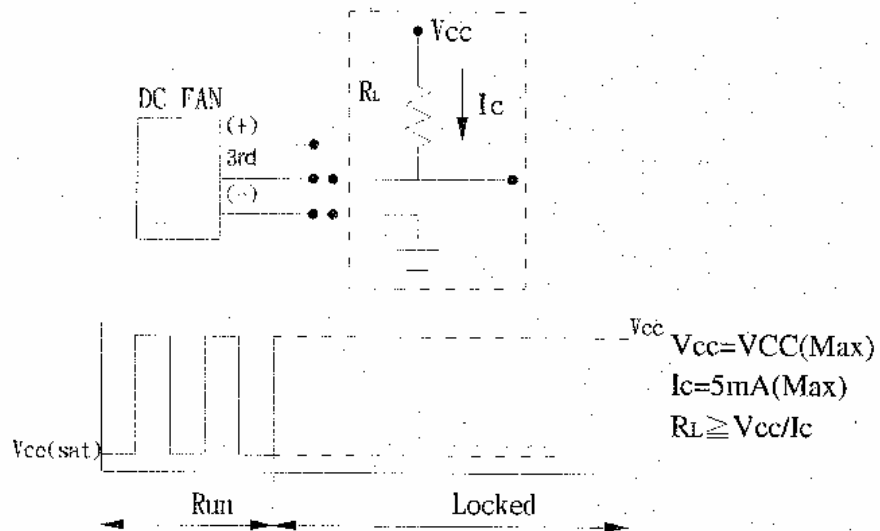 Vcc
RL
Ic
DC FAN
(+)
3rd
(-)
Vcc
Vcc=VCC(Max)
Ic=5mA(Max)
RL≧Vcc/Ic
Vcc(sat)
Run
Locked